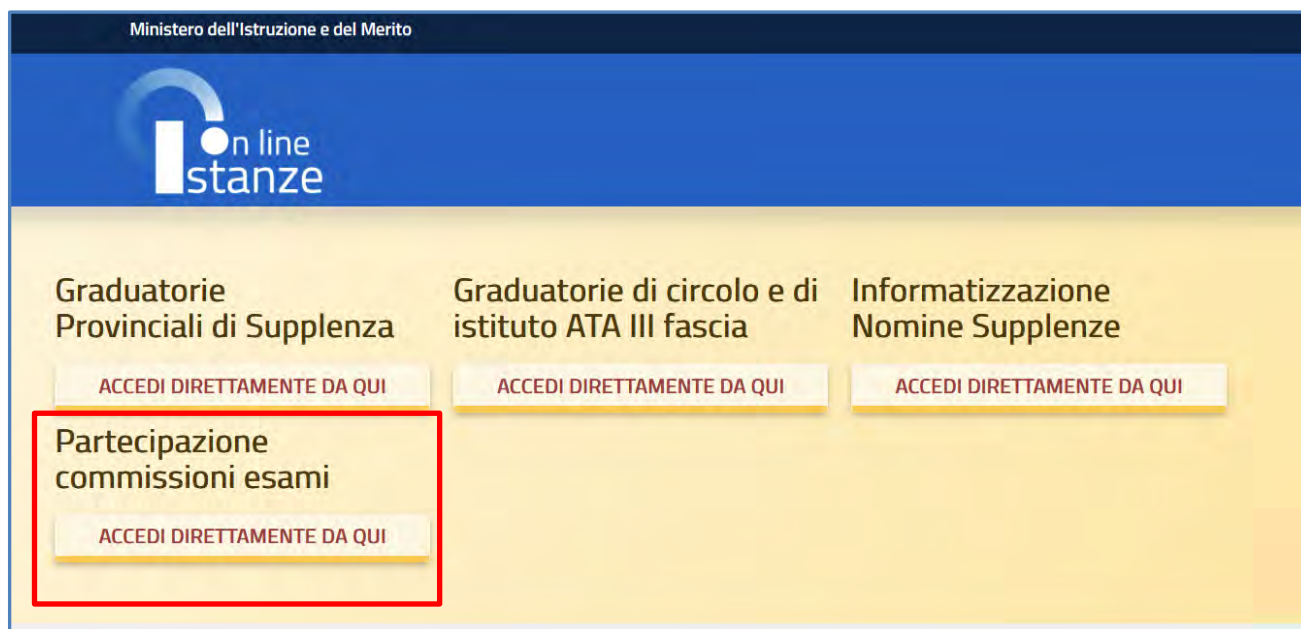 Ministero dell'Istruzione e del Merito
On line
Istanze
Graduatorie
Provinciali di Supplenza
ACCEDI DIRETTAMENTE DA QUI
Graduatorie di circolo e di
istituto ATA III fascia
ACCEDI DIRETTAMENTE DA QUI
Informatizzazione
Nomine Supplenze
ACCEDI DIRETTAMENTE DA QUI
Partecipazione
commissioni esami
ACCEDI DIRETTAMENTE DA QUI